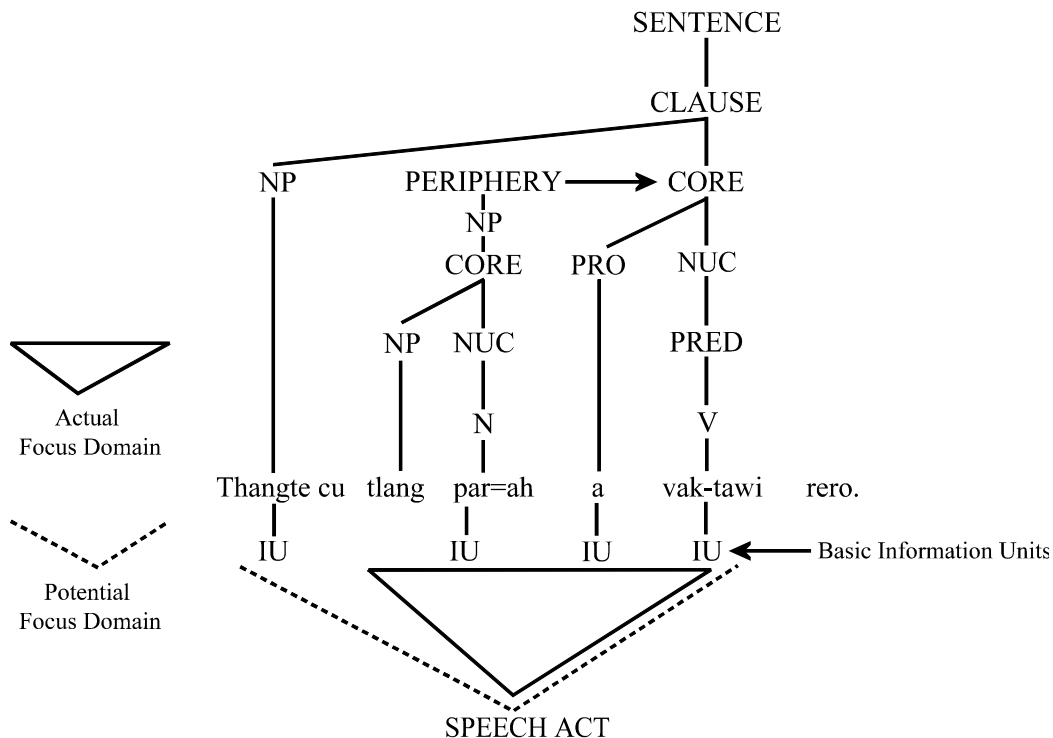 SENTENCE
CLAUSE
NP PERIPHERY CORE
NP
CORE PRO NUC
NP NUC PRED
Actual
Focus Domain
N V
Thangte cu tlang par=ah a vak-tawi rero.
IU IU IU IU Basic Information Units
Potential
Focus Domain
SPEECH ACT